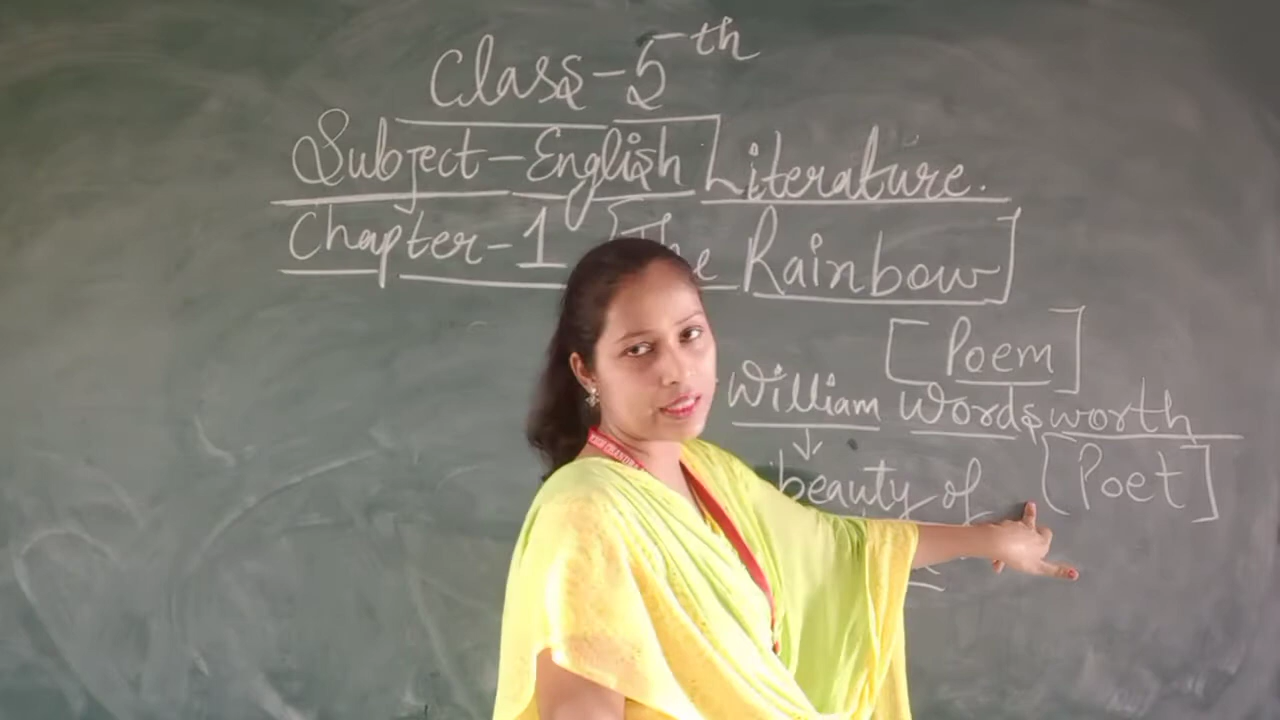 Class-5th
Subject-English Literature.
Chapter-1 [The Rainbow]
[Poem]
William Wordsworth
beauty of [Poet]